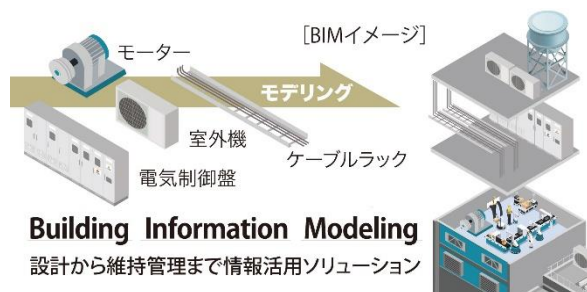 モーター
[BIMイメージ]
モデリング
室外機
ケーブルラック
電気制御盤
Building Information Modeling
設計から維持管理まで情報活用ソリューション